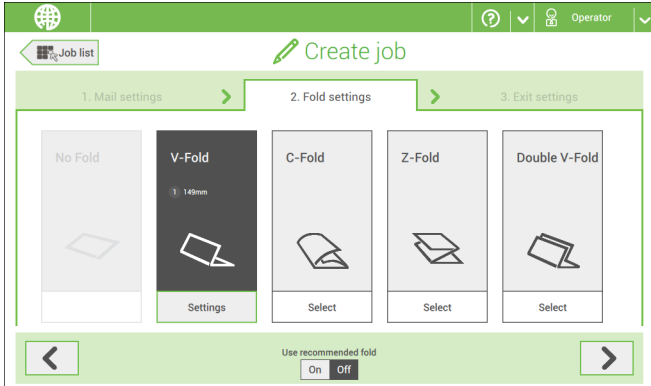 Operator
Job list
Create job
1. Mail settings
2. Fold settings
3. Exit settings
No Fold
V-Fold
1 149mm
Settings
C-Fold
Select
Z-Fold
Select
Double V-Fold
Select
Use recommended fold
On Off